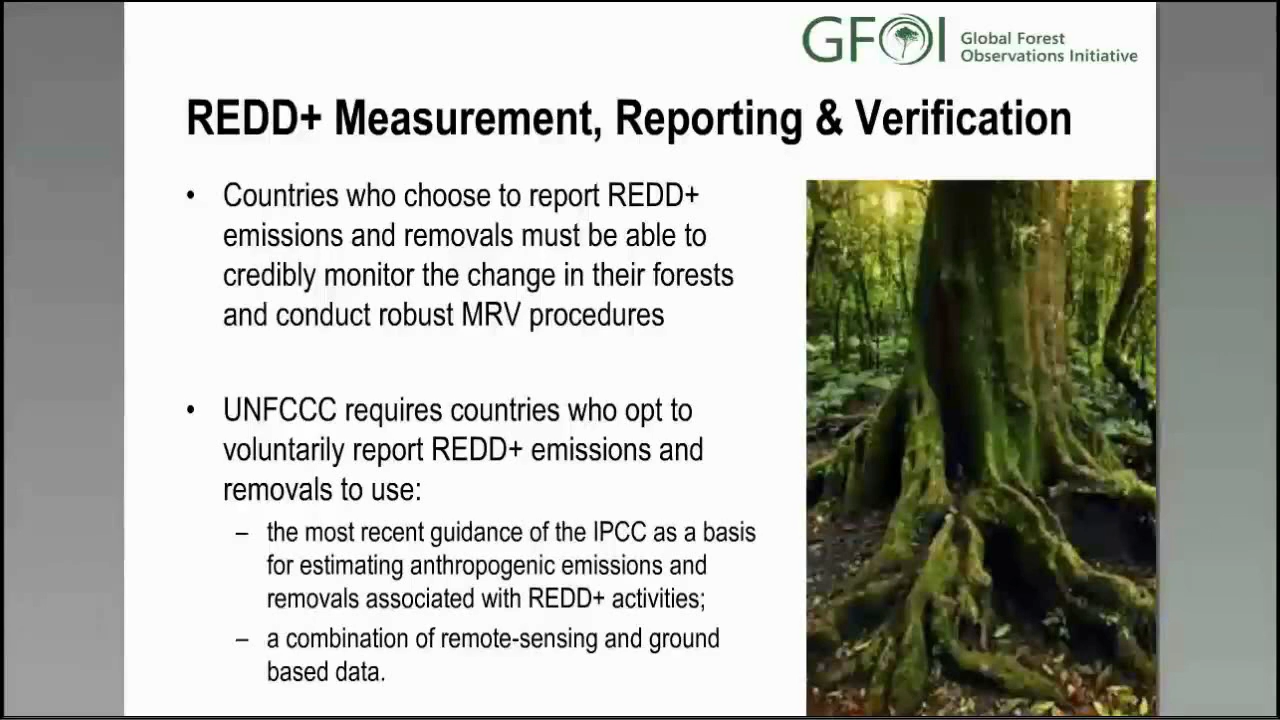 GFOI Global Forest
Observations Initiative
REDD+ Measurement, Reporting & Verification
• Countries who choose to report REDD+
emissions and removals must be able to
credibly monitor the change in their forests
and conduct robust MRV procedures
• UNFCCC requires countries who opt to
voluntarily report REDD+ emissions and
removals to use:
– the most recent guidance of the IPCC as a basis
for estimating anthropogenic emissions and
removals associated with REDD+ activities;
– a combination of remote-sensing and ground
based data.